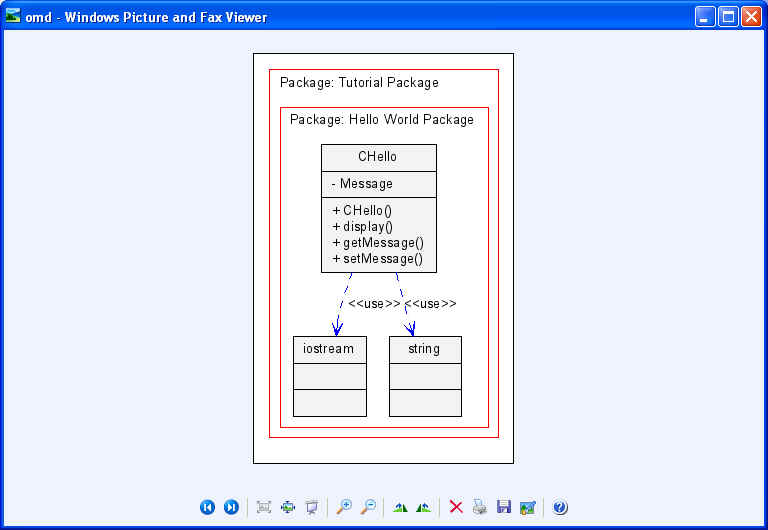 omd - Windows Picture and Fax Viewer
Package: Tutorial Package
Package: Hello World Package
CHello
- Message
+ CHello()
+ display()
+ getMessage()
+ setMessage()
<<use>> <<use>>
iostream string